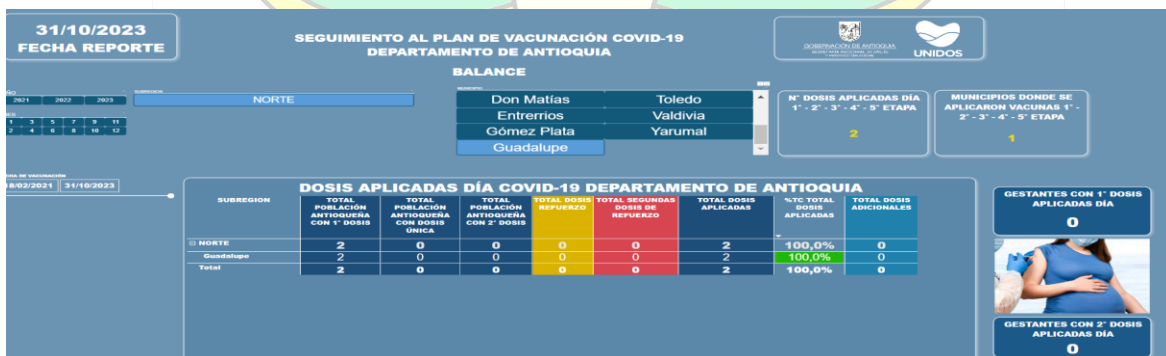 31/10/2023
FECHA REPORTE
SEGUIMIENTO AL PLAN DE VACUNACIÓN COVID-19
DEPARTAMENTO DE ANTIOQUIA
BALANCE
GOBERNACIÓN DE ANTIOQUIA
UNIDOS
2021 2022 2023
SUBREGION
NORTE
MUNICIPIO
Don Matías Toledo
Entrerrios Valdivia
Gómez Plata Yarumal
Guadalupe
1 3 5 7 9 11
2 4 6 8 10 12
N° DOSIS APLICADAS DÍA
1° - 2° - 3° - 4° - 5° ETAPA
2
MUNICIPIOS DONDE SE
APLICARON VACUNAS 1° -
2° - 3° - 4° - 5° ETAPA
1
18/02/2021 31/10/2023
DOSIS APLICADAS DÍA COVID-19 DEPARTAMENTO DE ANTIOQUIA
SUBREGION
TOTAL
POBLACIÓN
ANTIOQUEÑA
CON 1° DOSIS
TOTAL
POBLACIÓN
ANTIOQUEÑA
CON DOSIS
ÚNICA
TOTAL
POBLACIÓN
ANTIOQUEÑA
CON 2° DOSIS
TOTAL DOSIS
REFUERZO
TOTAL SEGUNDAS
DOSIS DE
REFUERZO
TOTAL DOSIS
APLICADAS
%TC TOTAL
DOSIS
APLICADAS
TOTAL DOSIS
ADICIONALES
NORTE 2 0 0 0 0 2 100,0% 0
Guadalupe 2 0 0 0 0 2 100,0% 0
Total 2 0 0 0 0 2 100,0% 0
GESTANTES CON 1° DOSIS
APLICADAS DÍA
0
GESTANTES CON 2° DOSIS
APLICADAS DÍA
0